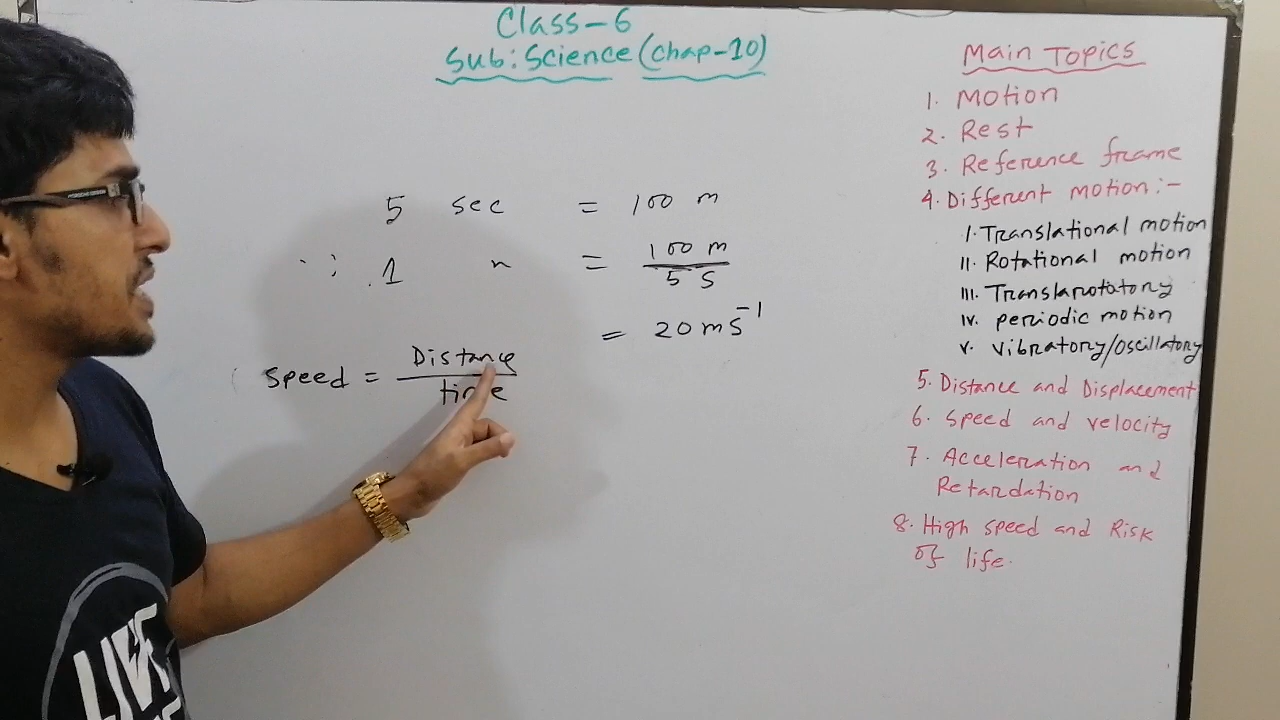 Class-6
Sub: Science (chap-10)
5 sec = 100 m
∵ 1 " = 100 m / 5 S
= 20 mS⁻¹
Speed = Distance / time
Main Topics
1. Motion
2. Rest
3. Reference frame
4. Different motion:-
I. Translational motion
II. Rotational motion
III. Translarotatory
IV. periodic motion
V. Vibratory/Oscillatory
5. Distance and Displacement
6. Speed and velocity
7. Acceleration and
Retardation
8. High speed and Risk
of life.
LIVE